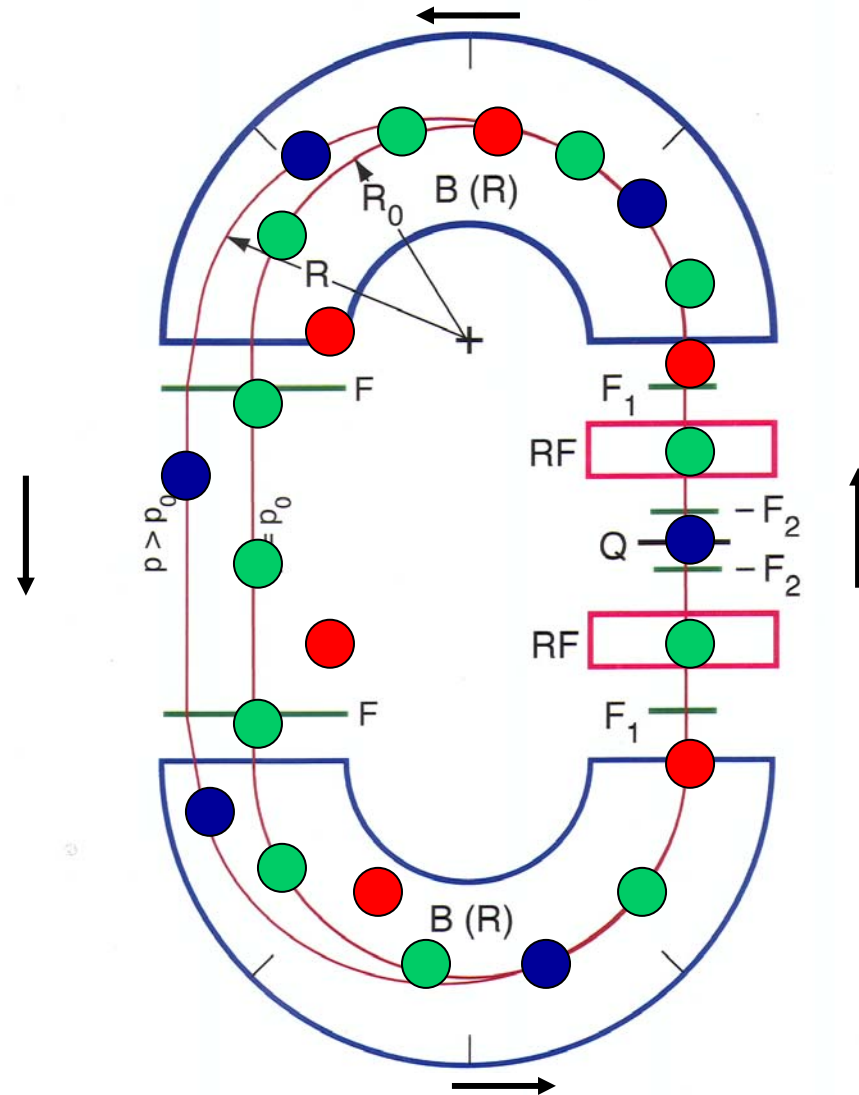 B (R)
R₀
R
F
F₁
RF
– F₂
Q
– F₂
p > p₀
= p₀
RF
F
F₁
B (R)